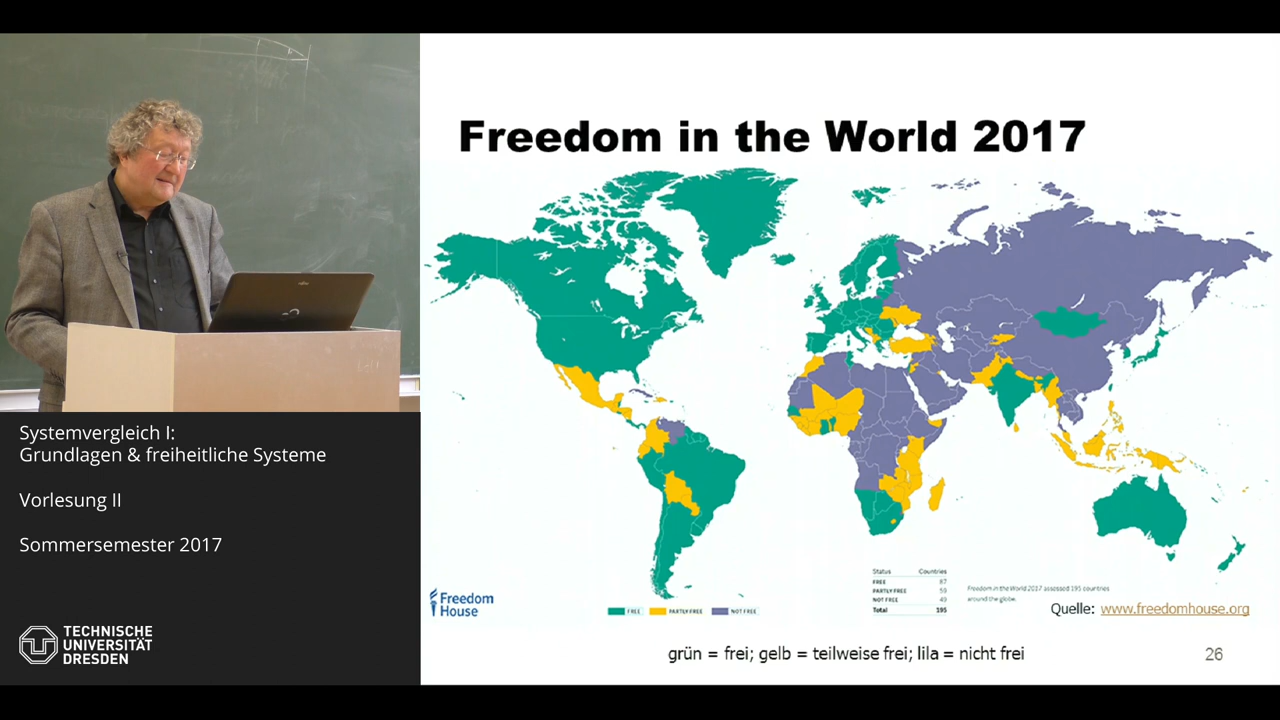 Freedom in the World 2017
Systemvergleich I:
Grundlagen & freiheitliche Systeme
Vorlesung II
Sommersemester 2017
TECHNISCHE
UNIVERSITÄT
DRESDEN
Freedom
House
FREE PARTLY FREE NOT FREE
Status Countries
FREE 87
PARTLY FREE 59
NOT FREE 49
Total 195
Freedom in the World 2017 assessed 195 countries
around the globe.
Quelle: www.freedomhouse.org
grün = frei; gelb = teilweise frei; lila = nicht frei
26